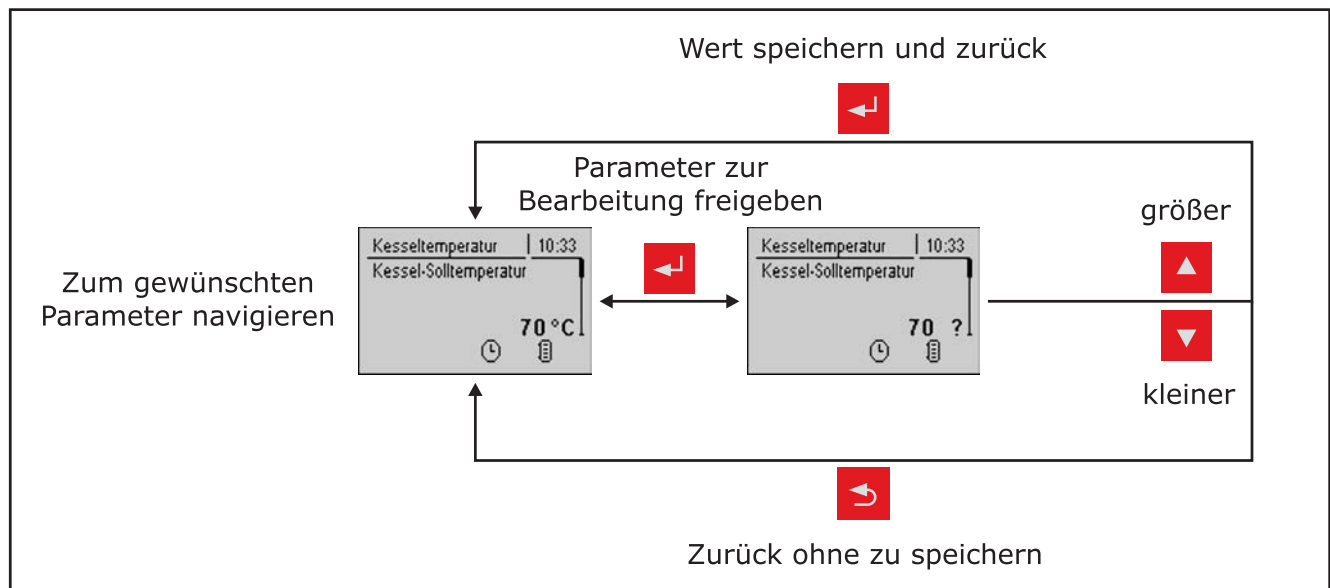 Wert speichern und zurück
Parameter zur
Bearbeitung freigeben
größer
Zum gewünschten
Parameter navigieren
Kesseltemperatur 10:33
Kessel-Solltemperatur
70 °C
Kesseltemperatur 10:33
Kessel-Solltemperatur
70 ?
kleiner
Zurück ohne zu speichern